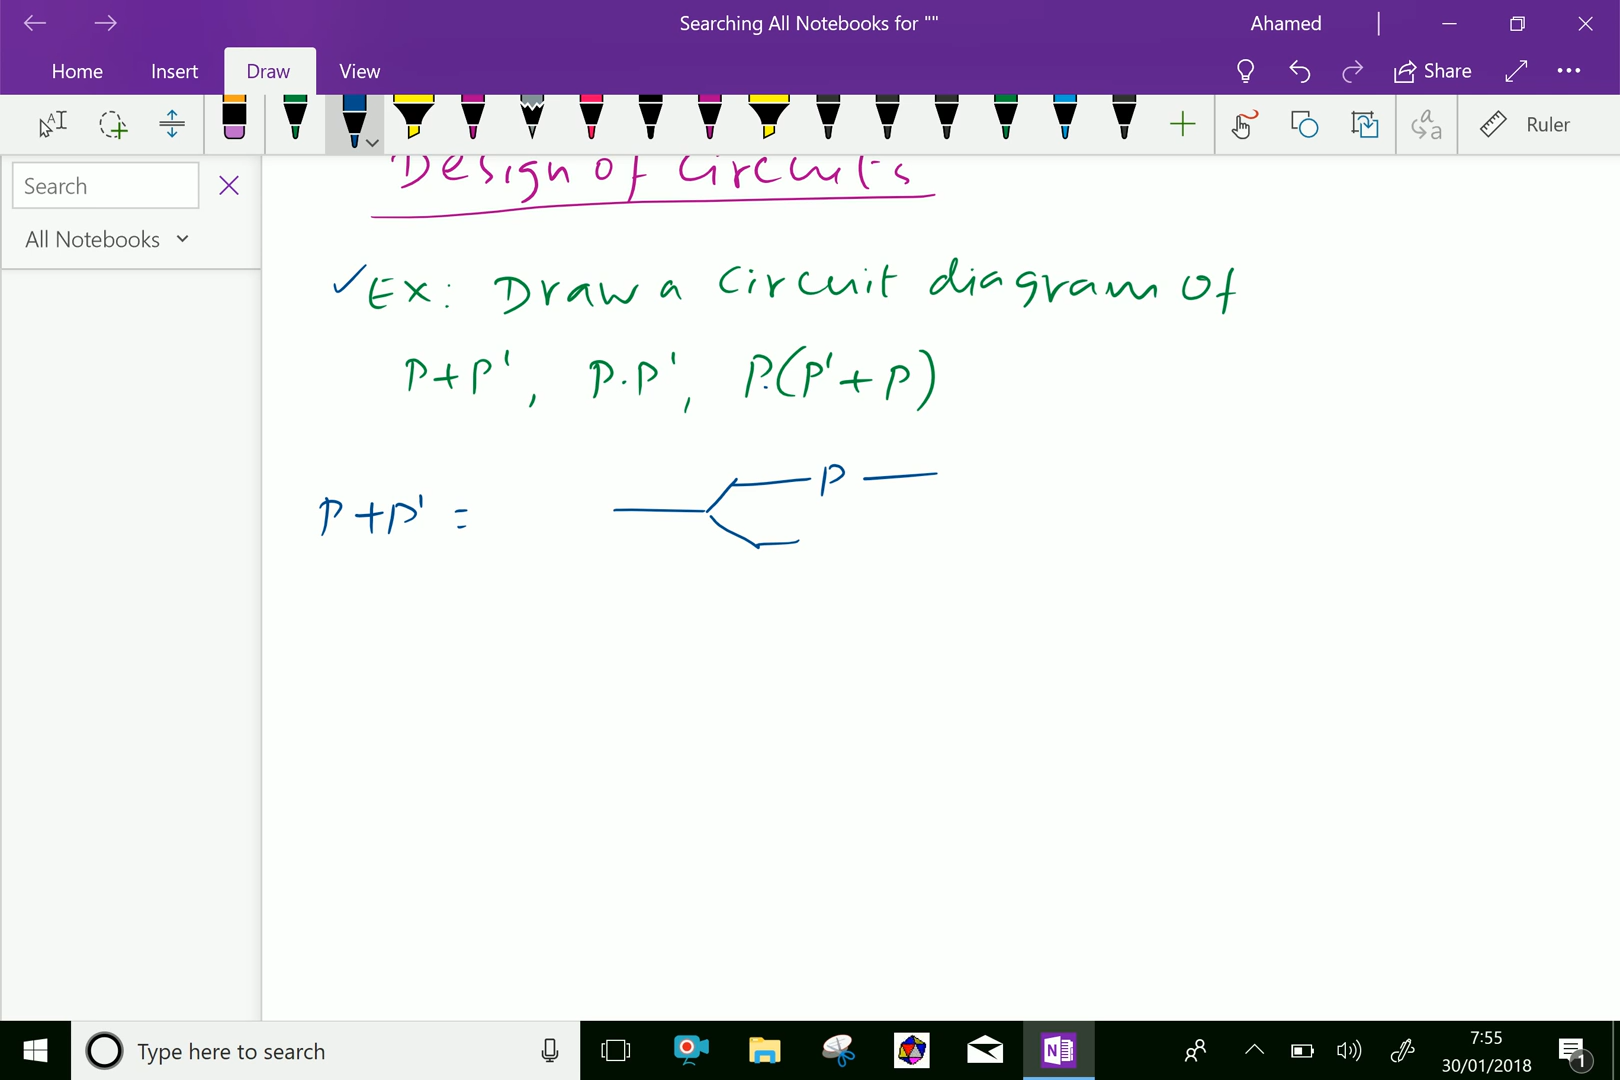 Searching All Notebooks for ""
Ahamed
Home
Insert
Draw
View
Share
Ruler
Search
All Notebooks
Design of Circuits
Ex: Draw a circuit diagram of
P+P', P.P', P.(P'+P)
P+P' =
P
Type here to search
7:55
30/01/2018
1